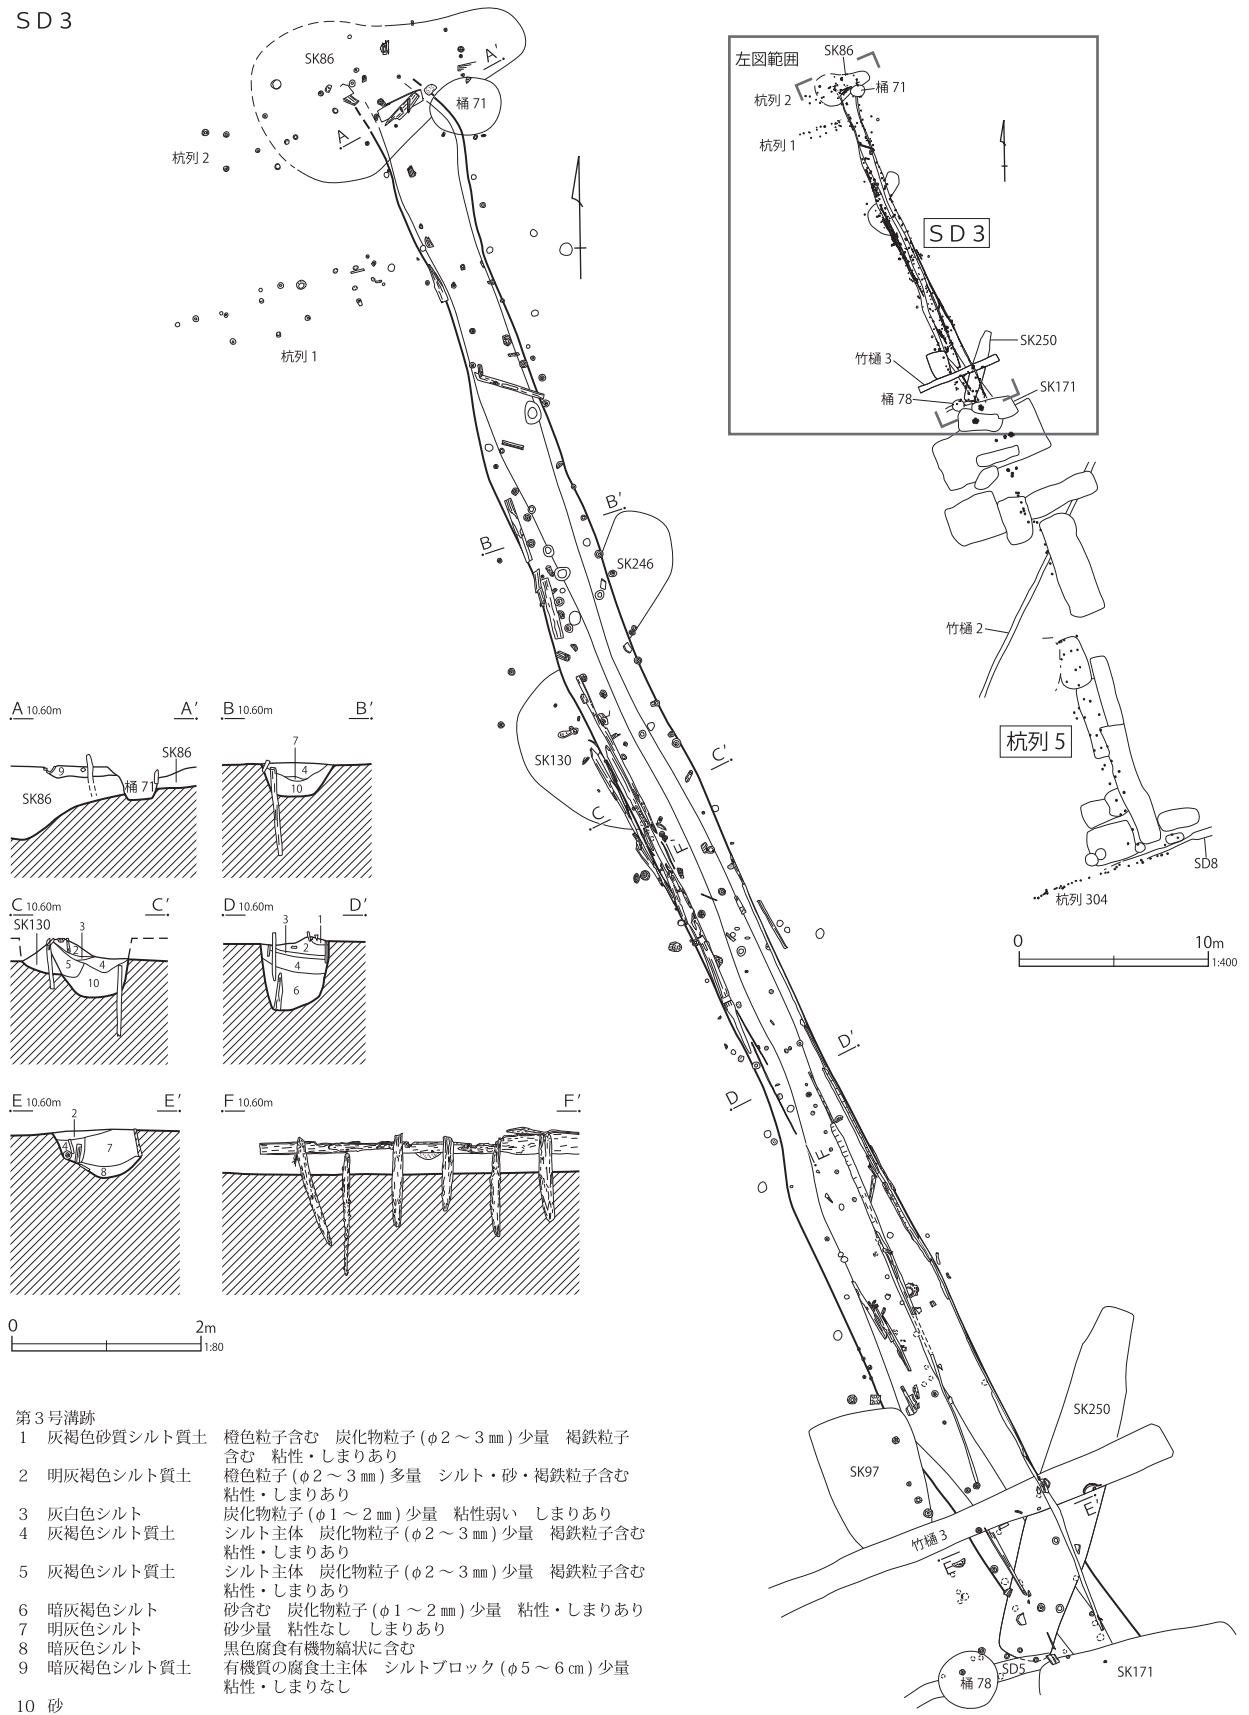 SD3
SK86
A'
桶 71
A
杭列 2
杭列 1
B'
B
SK246
C'
SK130
C
F'
D'
D
F
SK250
SK97
竹樋 3
E'
E
SD5
桶 78
SK171
左図範囲
SK86
杭列 2
桶 71
杭列 1
SD3
SK250
竹樋 3
SK171
桶 78
竹樋 2
杭列 5
SD8
杭列 304
0 10m
1:400
A 10.60m A'
SK86
9
桶 71
SK86
B 10.60m B'
7
4
10
C 10.60m C'
SK130
3
2
5
4
10
D 10.60m D'
3
1
2
4
6
E 10.60m E'
2
4
7
8
F 10.60m F'
0 2m
1:80
第3号溝跡
1 灰褐色砂質シルト質土 橙色粒子含む 炭化物粒子(φ2〜3㎜)少量 褐鉄粒子
含む 粘性・しまりあり
2 明灰褐色シルト質土 橙色粒子(φ2〜3㎜)多量 シルト・砂・褐鉄粒子含む
粘性・しまりあり
3 灰白色シルト 炭化物粒子(φ1〜2㎜)少量 粘性弱い しまりあり
4 灰褐色シルト質土 シルト主体 炭化物粒子(φ2〜3㎜)少量 褐鉄粒子含む
粘性・しまりあり
5 灰褐色シルト質土 シルト主体 炭化物粒子(φ2〜3㎜)少量 褐鉄粒子含む
粘性・しまりあり
6 暗灰褐色シルト 砂含む 炭化物粒子(φ1〜2㎜)少量 粘性・しまりあり
7 明灰色シルト 砂少量 粘性なし しまりあり
8 暗灰色シルト 黒色腐食有機物縞状に含む
9 暗灰褐色シルト質土 有機質の腐食土主体 シルトブロック(φ5〜6㎝)少量
粘性・しまりなし
10 砂